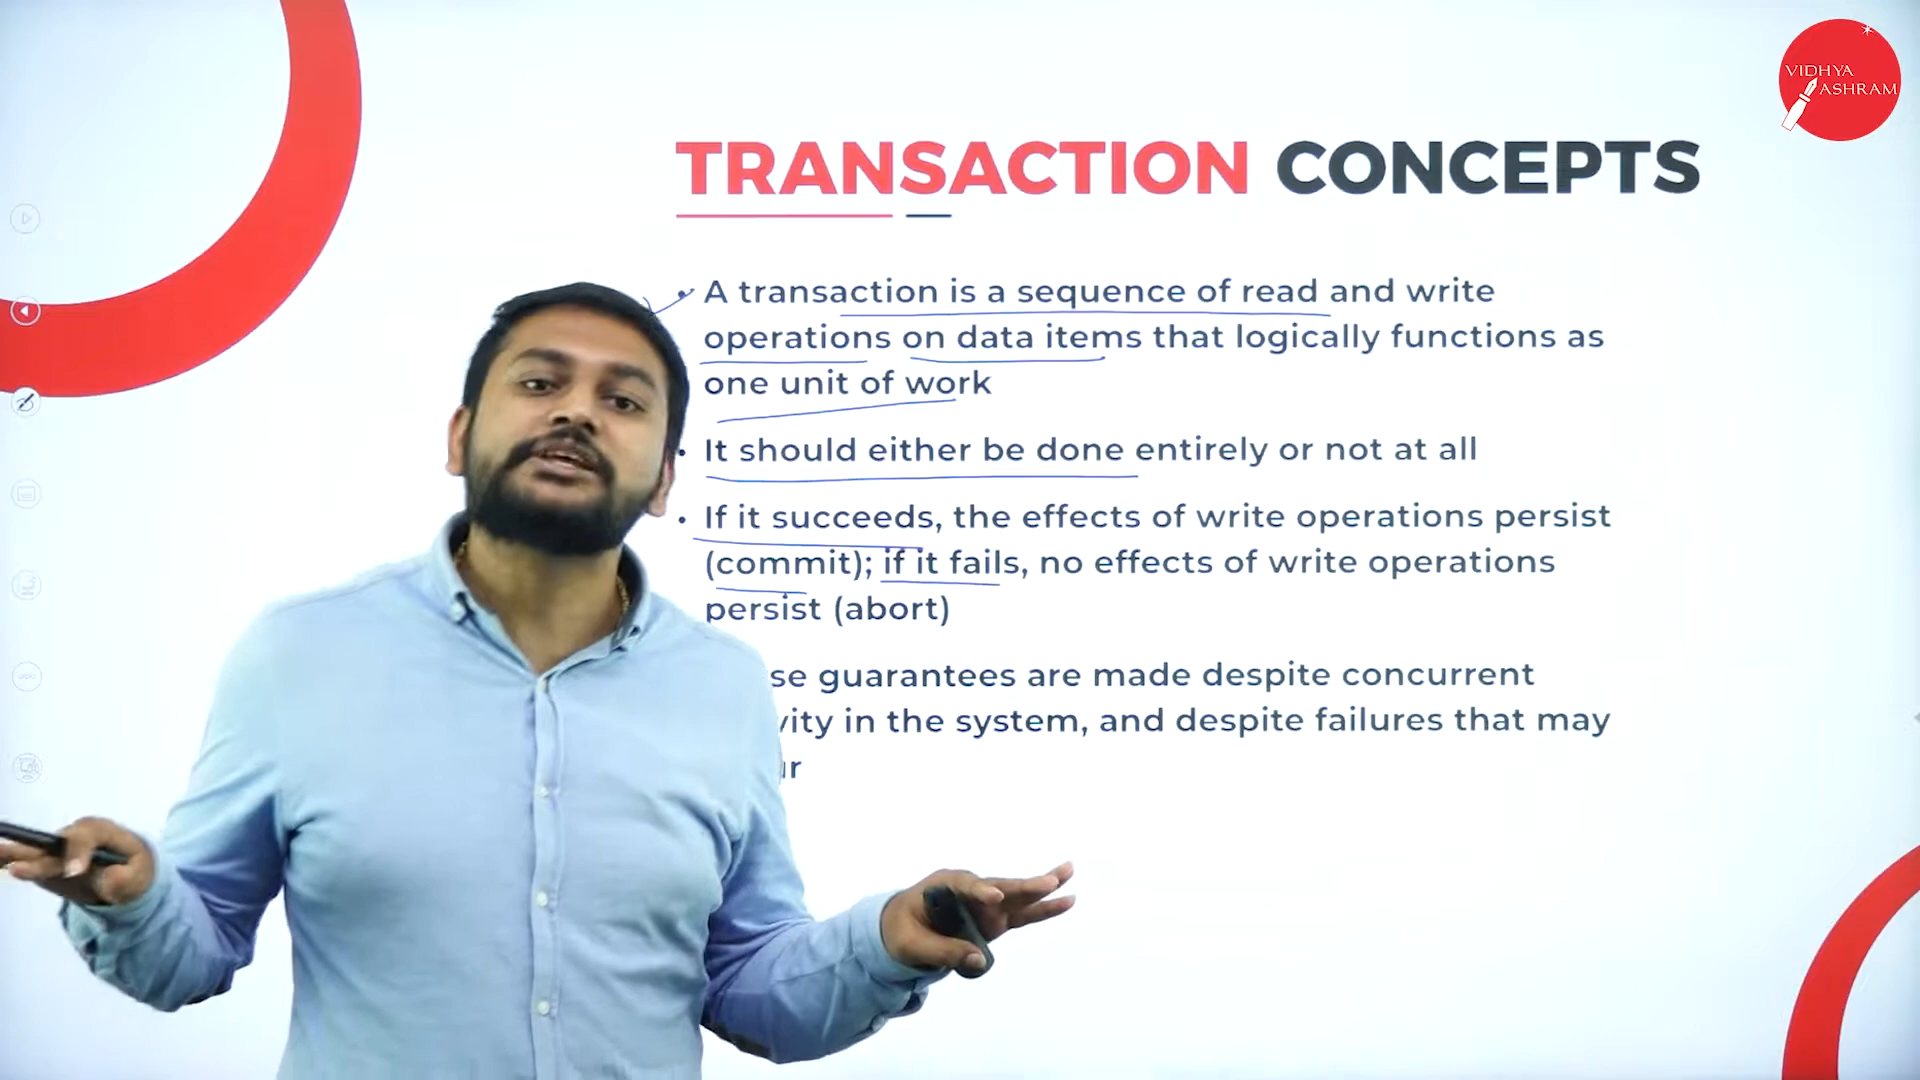 VIDHYA
ASHRAM
TRANSACTION CONCEPTS
• A transaction is a sequence of read and write
operations on data items that logically functions as
one unit of work
• It should either be done entirely or not at all
• If it succeeds, the effects of write operations persist
(commit); if it fails, no effects of write operations
persist (abort)
guarantees are made despite concurrent
in the system, and despite failures that may